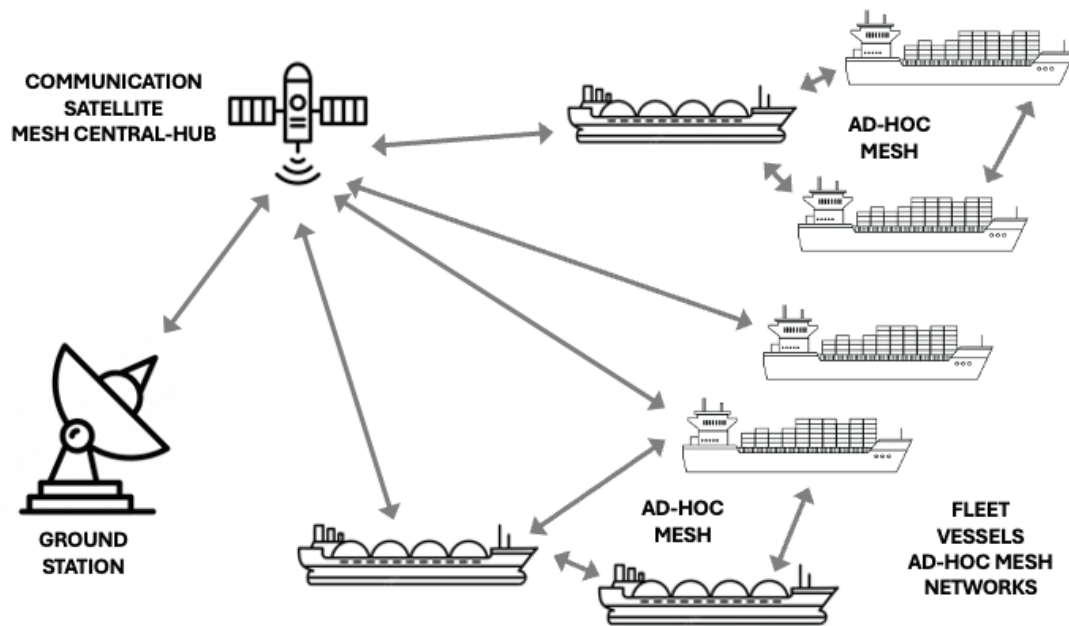 COMMUNICATION
SATELLITE
MESH CENTRAL-HUB
AD-HOC
MESH
GROUND
STATION
AD-HOC
MESH
FLEET
VESSELS
AD-HOC MESH
NETWORKS